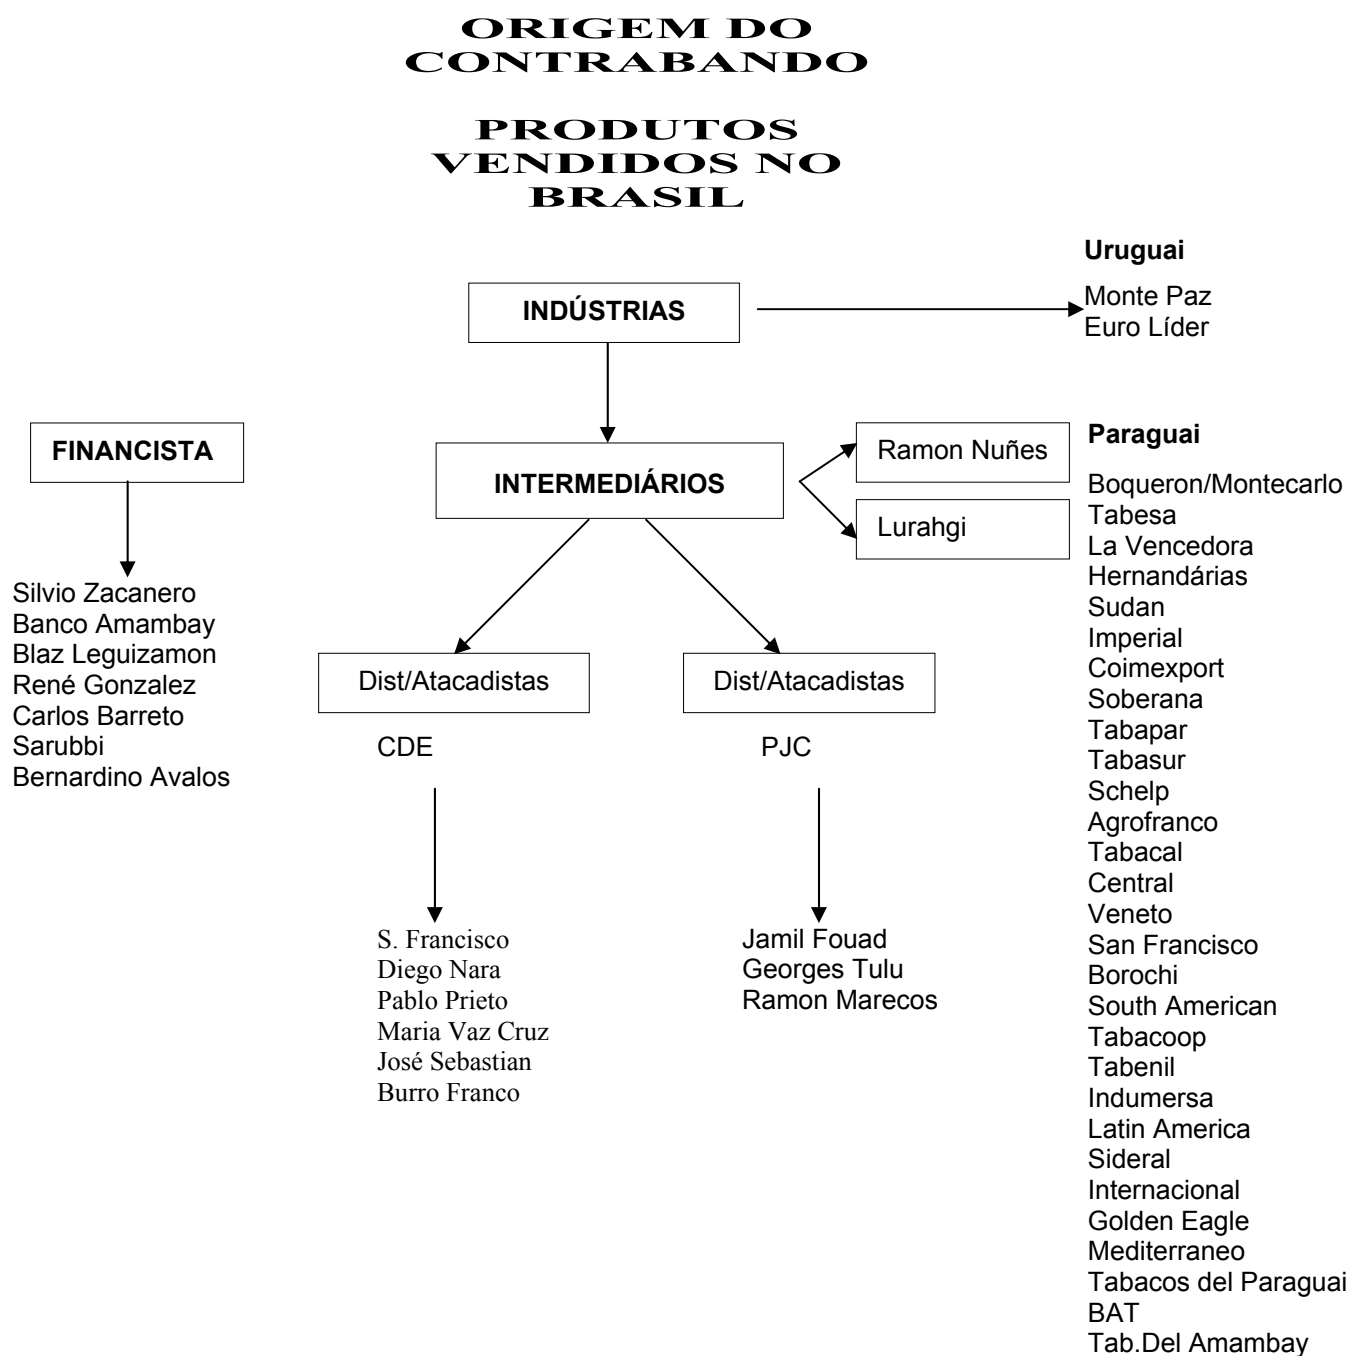 ORIGEM DO
CONTRABANDO
PRODUTOS
VENDIDOS NO
BRASIL
INDÚSTRIAS
Uruguai
Monte Paz
Euro Líder
FINANCISTA
Silvio Zacanero
Banco Amambay
Blaz Leguizamon
René Gonzalez
Carlos Barreto
Sarubbi
Bernardino Avalos
INTERMEDIÁRIOS
Ramon Nuñes
Lurahgi
Dist/Atacadistas
CDE
S. Francisco
Diego Nara
Pablo Prieto
Maria Vaz Cruz
José Sebastian
Burro Franco
Dist/Atacadistas
PJC
Jamil Fouad
Georges Tulu
Ramon Marecos
Paraguai
Boqueron/Montecarlo
Tabesa
La Vencedora
Hernandárias
Sudan
Imperial
Coimexport
Soberana
Tabapar
Tabasur
Schelp
Agrofranco
Tabacal
Central
Veneto
San Francisco
Borochi
South American
Tabacoop
Tabenil
Indumersa
Latin America
Sideral
Internacional
Golden Eagle
Mediterraneo
Tabacos del Paraguai
BAT
Tab.Del Amambay